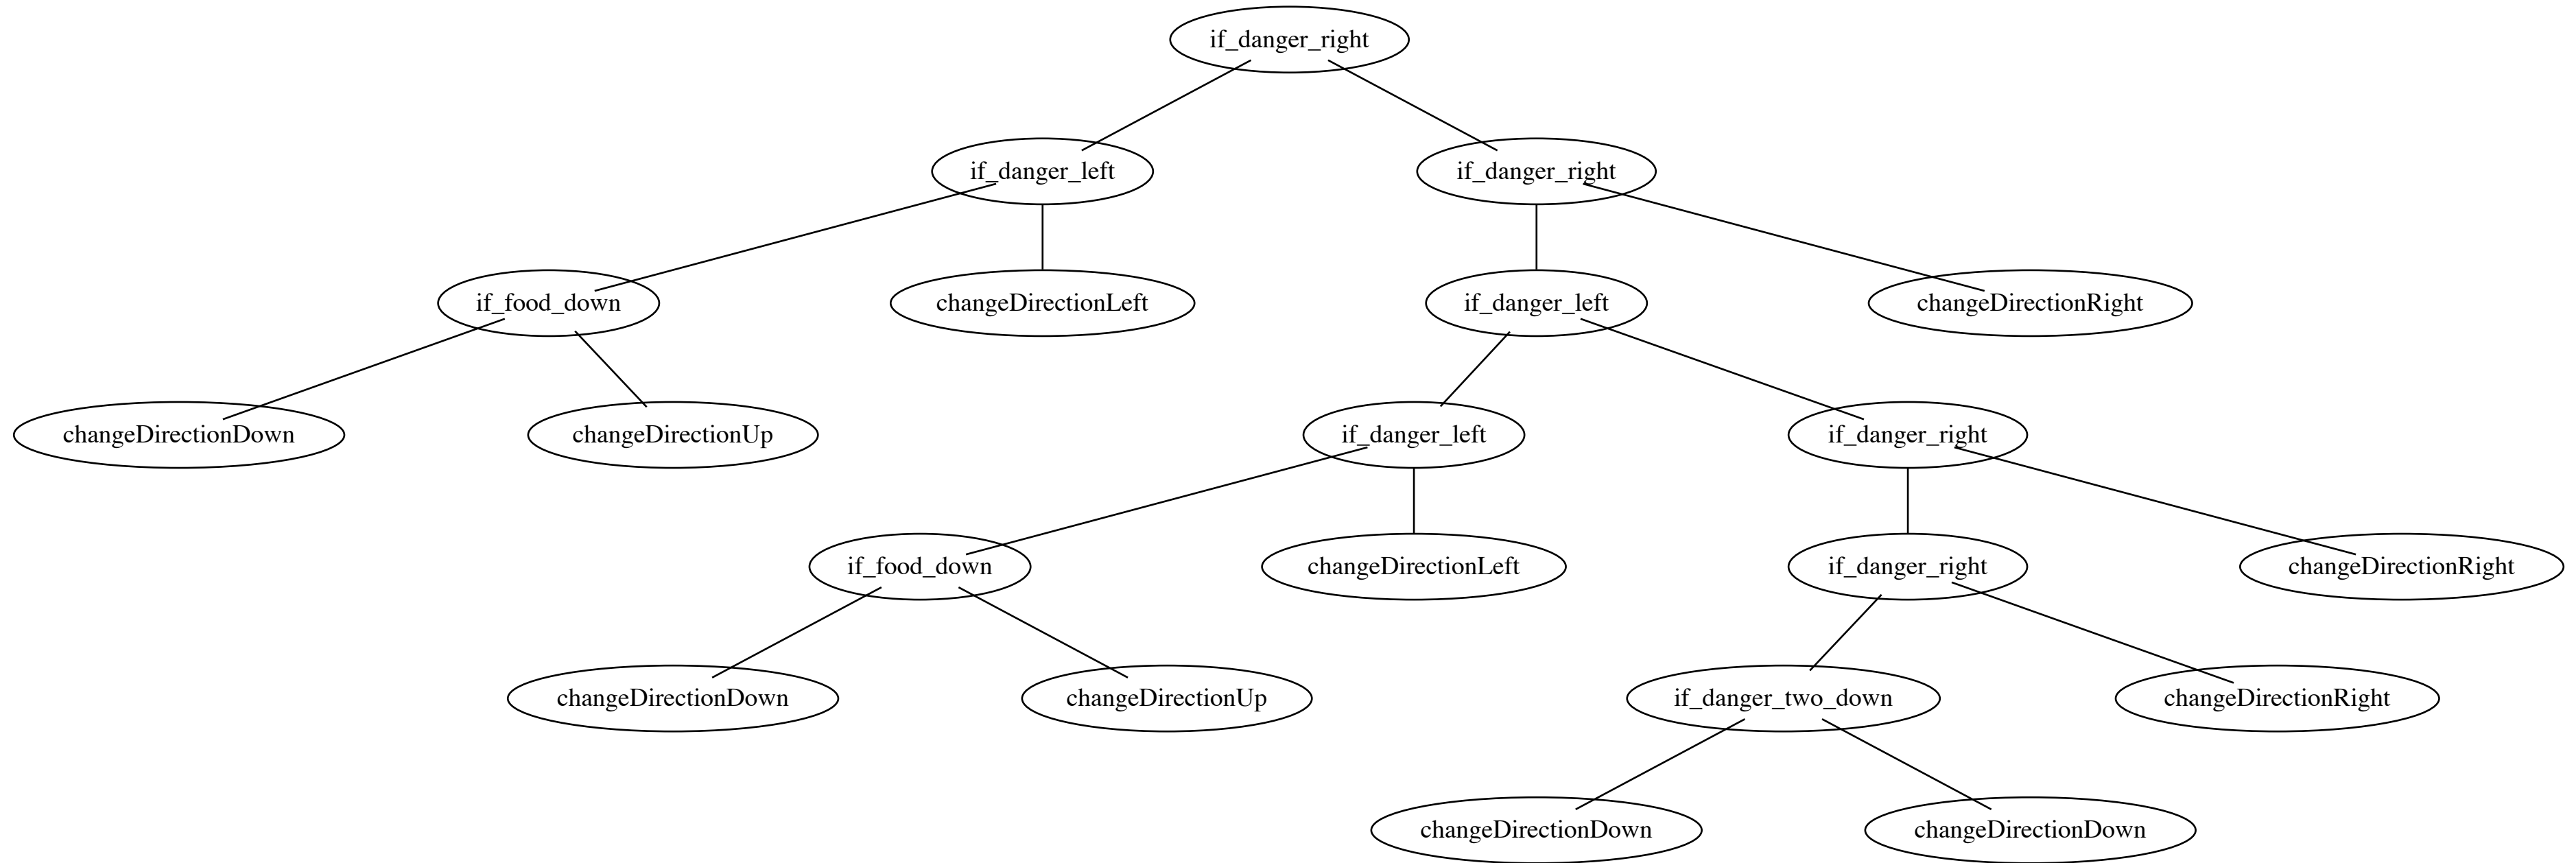 if_danger_right
if_danger_left
if_danger_right
if_food_down
changeDirectionLeft
if_danger_left
changeDirectionRight
changeDirectionDown
changeDirectionUp
if_danger_left
if_danger_right
if_food_down
changeDirectionLeft
if_danger_right
changeDirectionRight
changeDirectionDown
changeDirectionUp
if_danger_two_down
changeDirectionRight
changeDirectionDown
changeDirectionDown